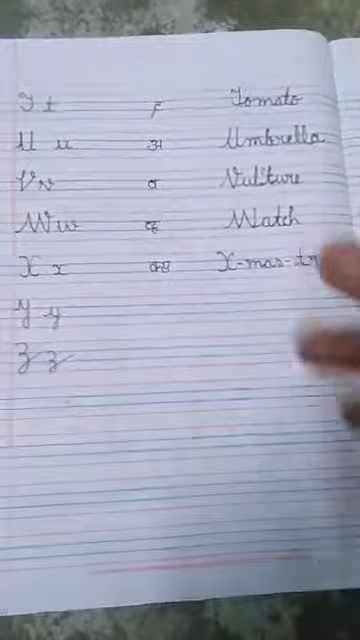 T t ट Tomato
U u अ Umbrella
V v व Vulture
W w व्ह Watch
X x क्ष X-mas-tr
Y y
Z z